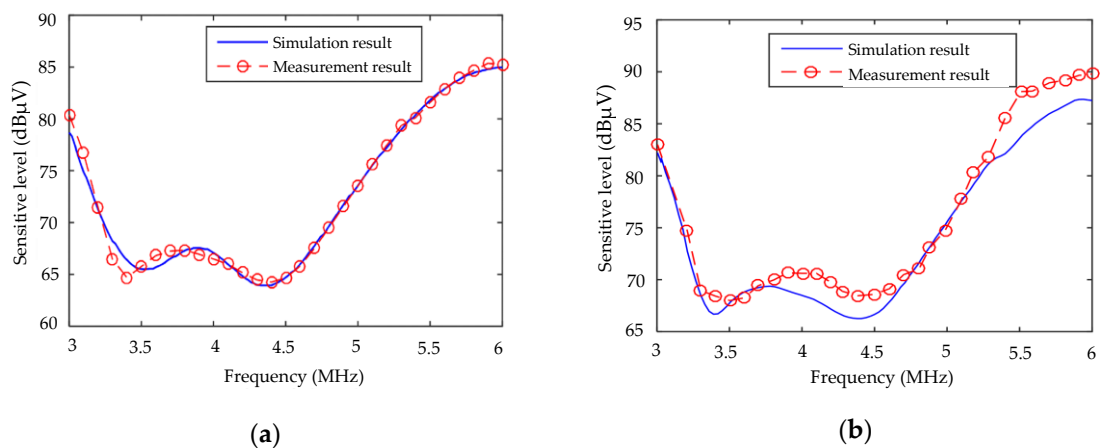 90
85
80
75
70
65
60
Sensitive level (dBμV)
Simulation result
Measurement result
3
3.5
4
4.5
5
5.5
6
Frequency (MHz)
(a)
95
90
85
80
75
70
65
Sensitive level (dBμV)
Simulation result
Measurement result
3
3.5
4
4.5
5
5.5
6
Frequency (MHz)
(b)